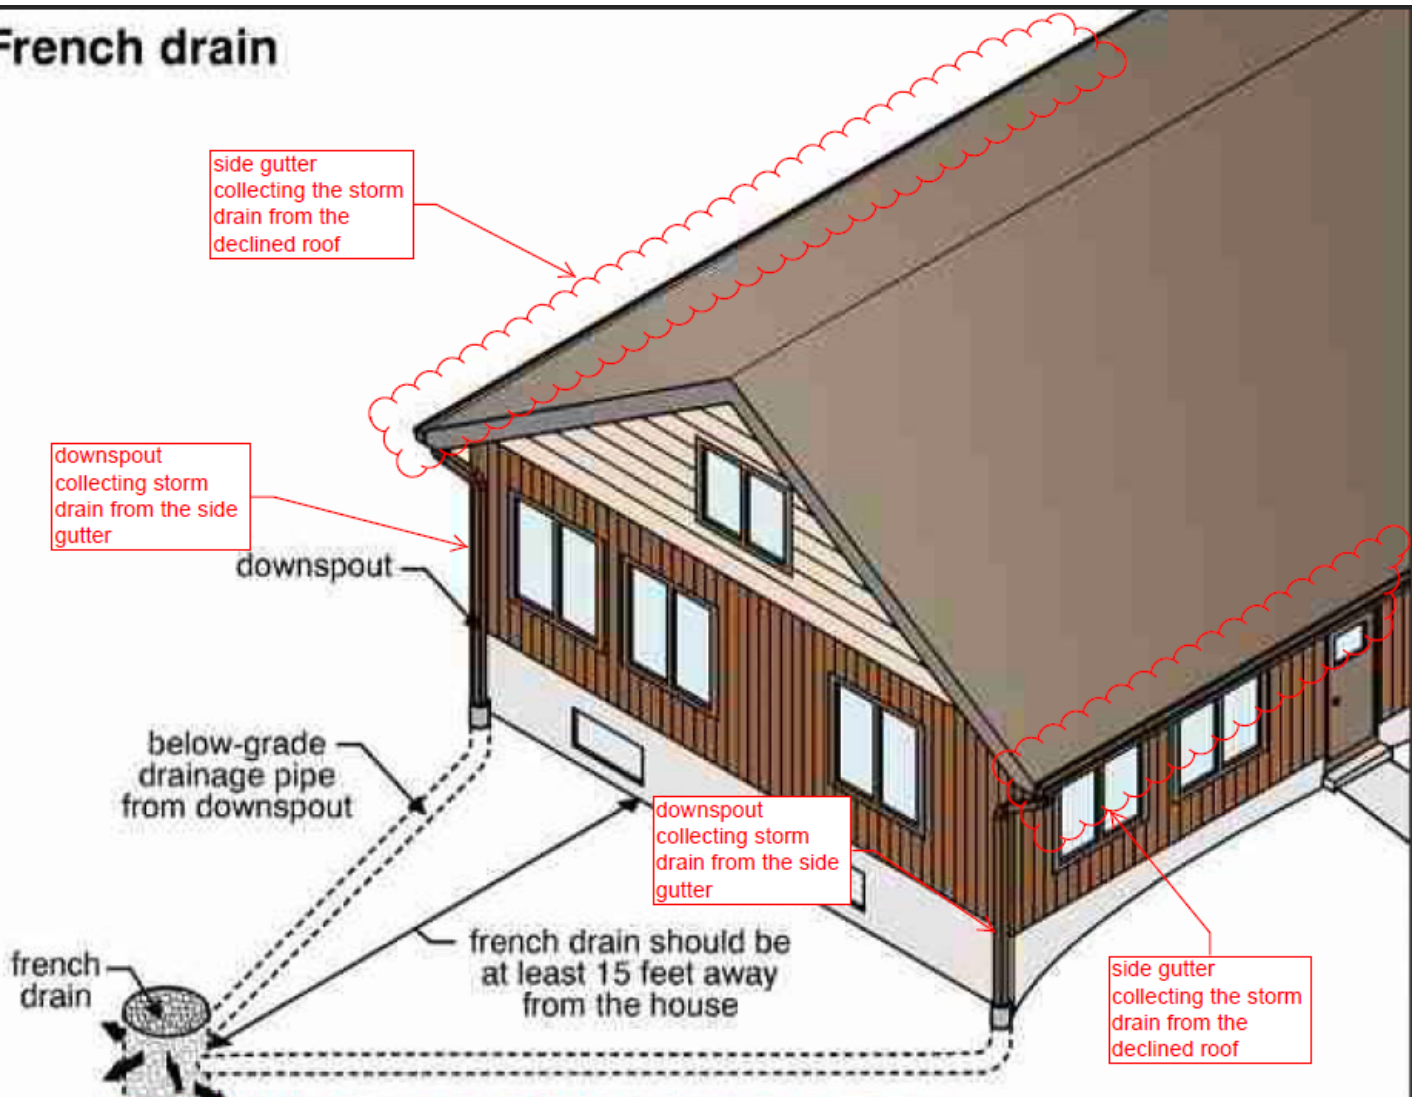 French drain
side gutter
collecting the storm
drain from the
declined roof
downspout
collecting storm
drain from the side
gutter
downspout
below-grade
drainage pipe
from downspout
downspout
collecting storm
drain from the side
gutter
french drain should be
at least 15 feet away
from the house
french
drain
side gutter
collecting the storm
drain from the
declined roof